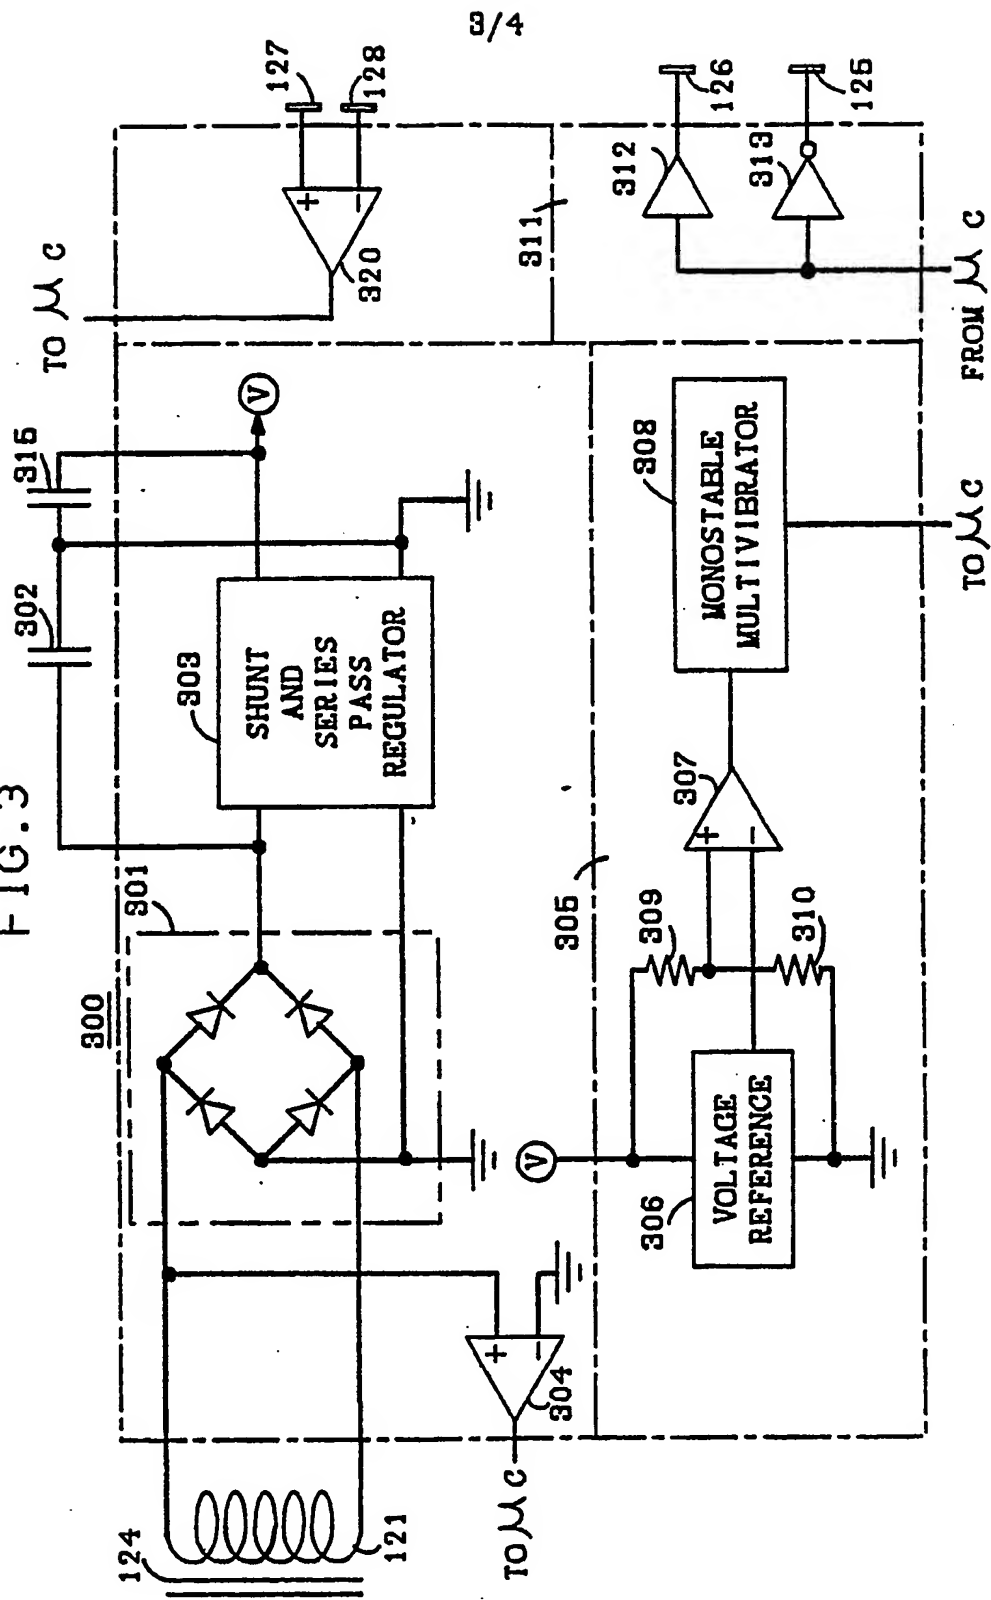 3/4
FIG.3
300
124
121
301
302
315
303
SHUNT
AND
SERIES
PASS
REGULATOR
V
TO μC
127
128
+
-
320
304
+
-
TO μC
305
V
306
VOLTAGE
REFERENCE
309
310
307
+
-
308
MONOSTABLE
MULTIVIBRATOR
TO μC
311
312
313
126
125
FROM μC